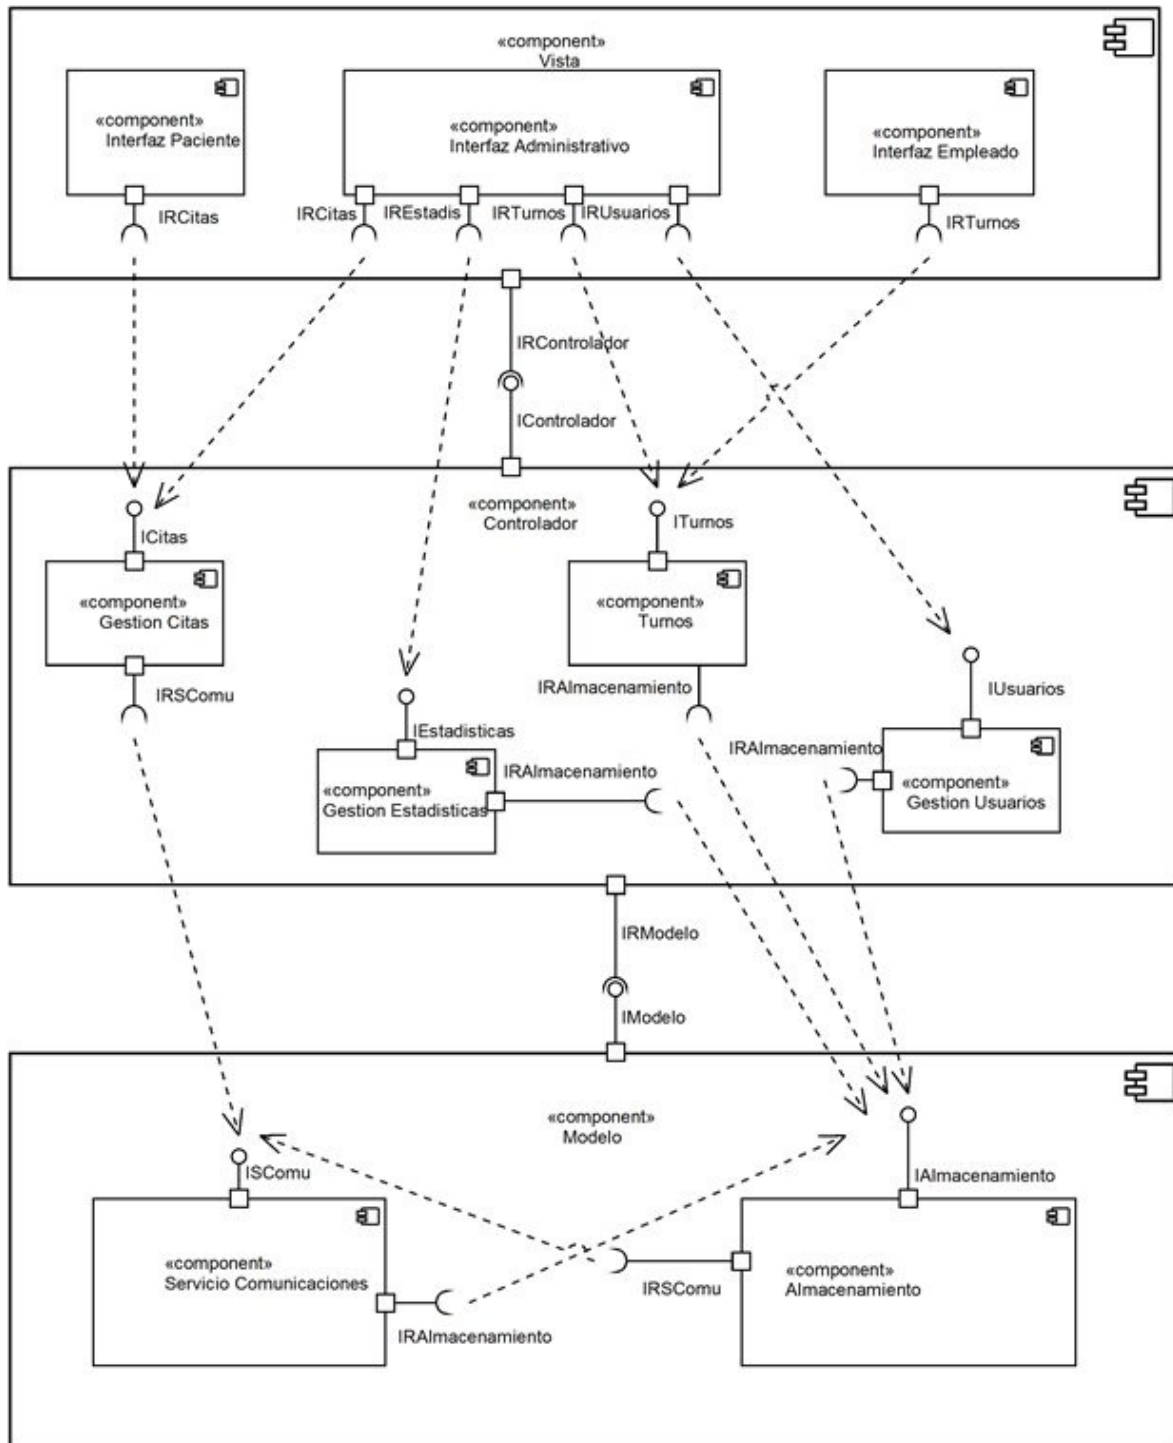 «component»
Vista
«component»
Interfaz Paciente
«component»
Interfaz Administrativo
«component»
Interfaz Empleado
IRCitas
IRCitas
IREstadis
IRTurnos
IRUsuarios
IRTurnos
IRControlador
IControlador
«component»
Controlador
ICitas
ITurnos
«component»
Gestion Citas
«component»
Turnos
IRSComu
IRAlmacenamiento
IUsuarios
IEstadisticas
IRAlmacenamiento
IRAlmacenamiento
«component»
Gestion Estadisticas
«component»
Gestion Usuarios
IRModelo
IModelo
«component»
Modelo
ISComu
IAlmacenamiento
«component»
Servicio Comunicaciones
«component»
Almacenamiento
IRSComu
IRAlmacenamiento